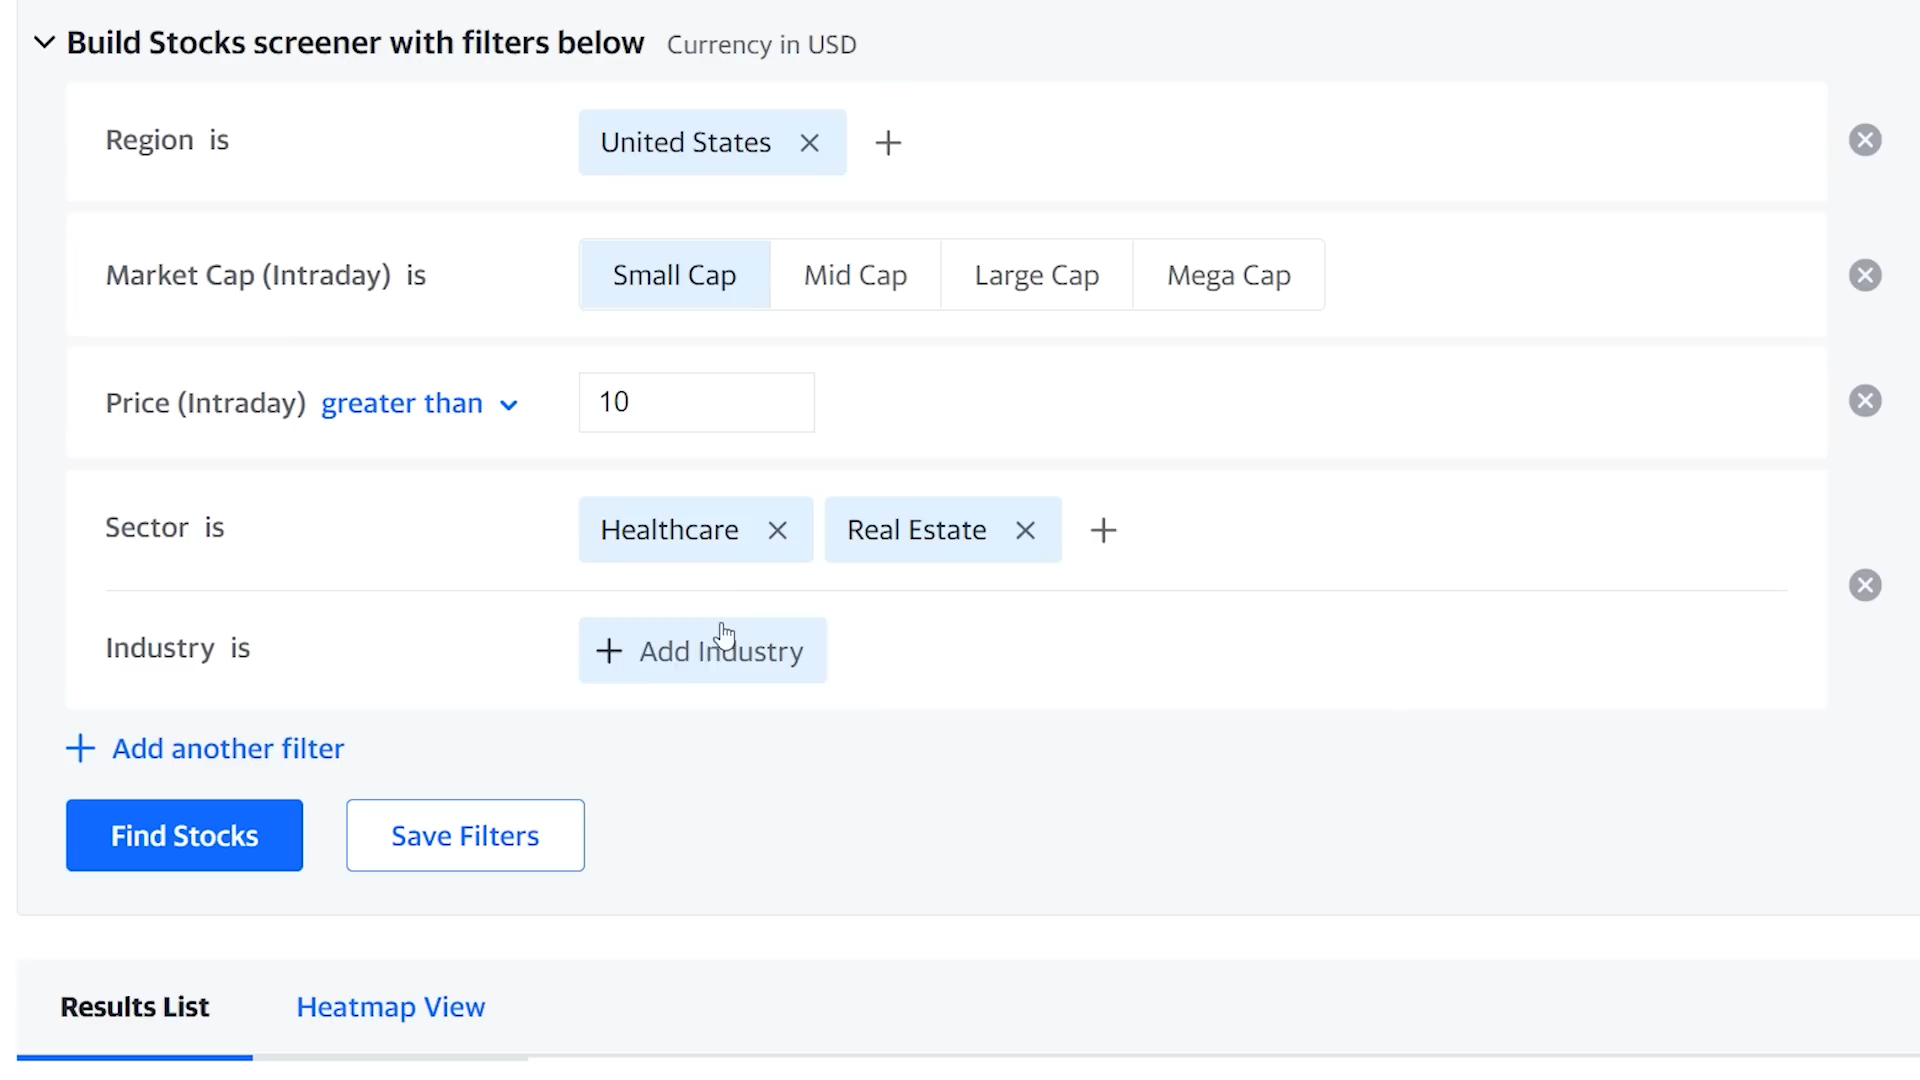 Build Stocks screener with filters below Currency in USD
Region is United States
Market Cap (Intraday) is Small Cap Mid Cap Large Cap Mega Cap
Price (Intraday) greater than 10
Sector is Healthcare Real Estate
Industry is Add Industry
Add another filter
Find Stocks Save Filters
Results List Heatmap View